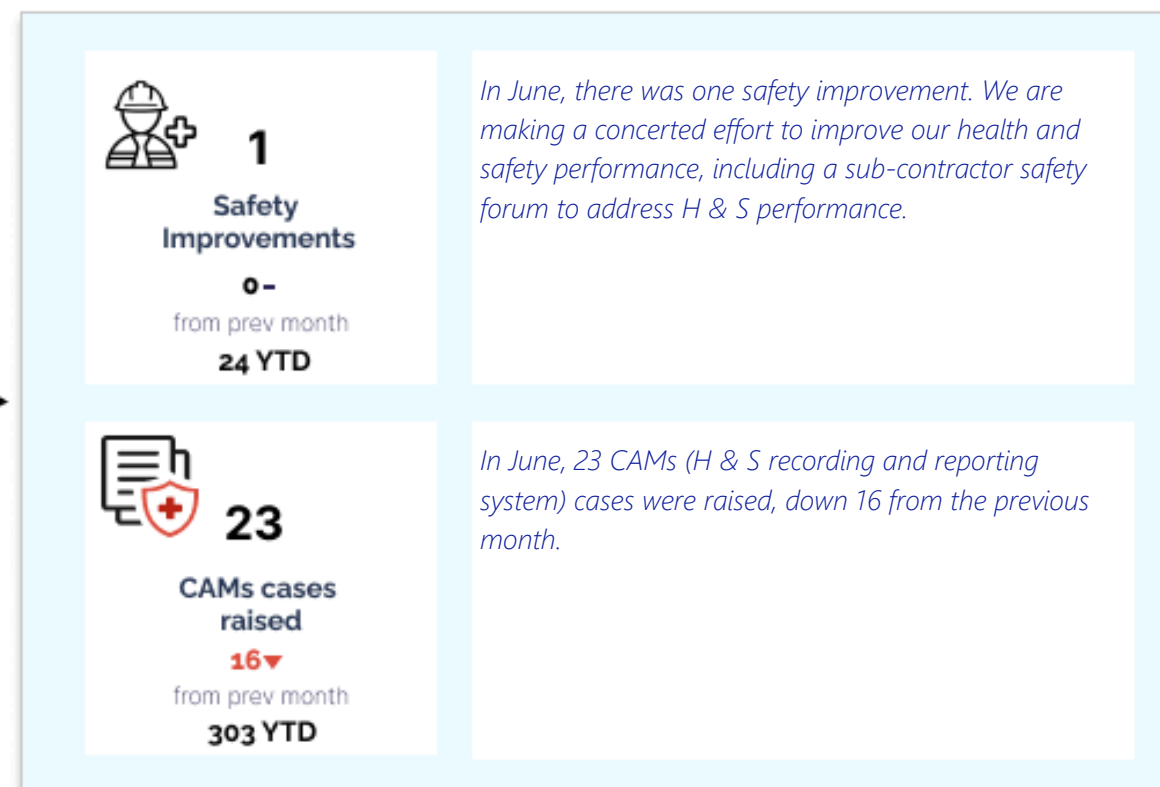 1
Safety
Improvements
0-
from prev month
24 YTD
In June, there was one safety improvement. We are
making a concerted effort to improve our health and
safety performance, including a sub-contractor safety
forum to address H & S performance.
23
CAMs cases
raised
16▼
from prev month
303 YTD
In June, 23 CAMs (H & S recording and reporting
system) cases were raised, down 16 from the previous
month.